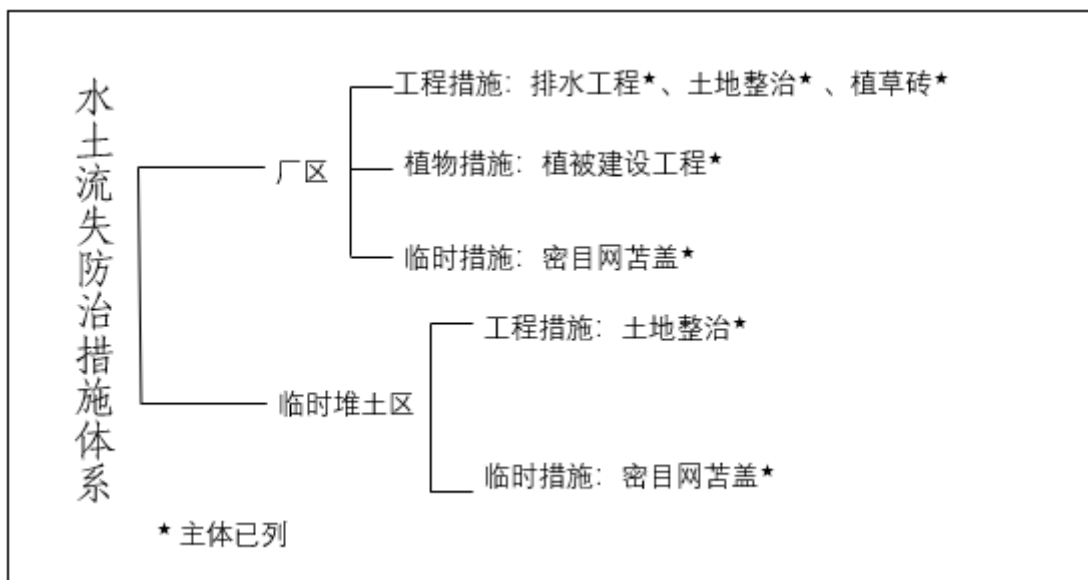 水土流失防治措施体系
厂区
工程措施：排水工程★、土地整治★、植草砖★
植物措施：植被建设工程★
临时措施：密目网苫盖★
临时堆土区
工程措施：土地整治★
临时措施：密目网苫盖★
★ 主体已列